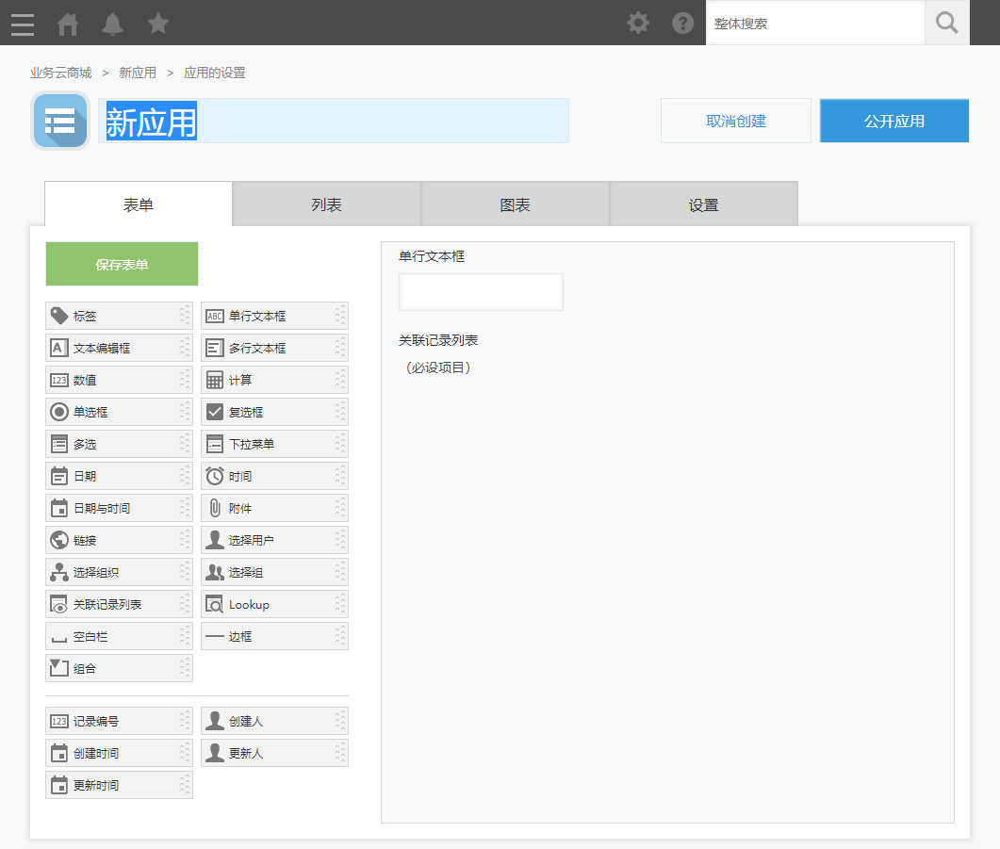 整体搜索
业务云商城 > 新应用 > 应用的设置
新应用
取消创建
公开应用
表单
列表
图表
设置
保存表单
标签
单行文本框
文本编辑框
多行文本框
数值
计算
单选框
复选框
多选
下拉菜单
日期
时间
日期与时间
附件
链接
选择用户
选择组织
选择组
关联记录列表
Lookup
空白栏
边框
组合
记录编号
创建人
创建时间
更新人
更新时间
单行文本框
关联记录列表
（必设项目）